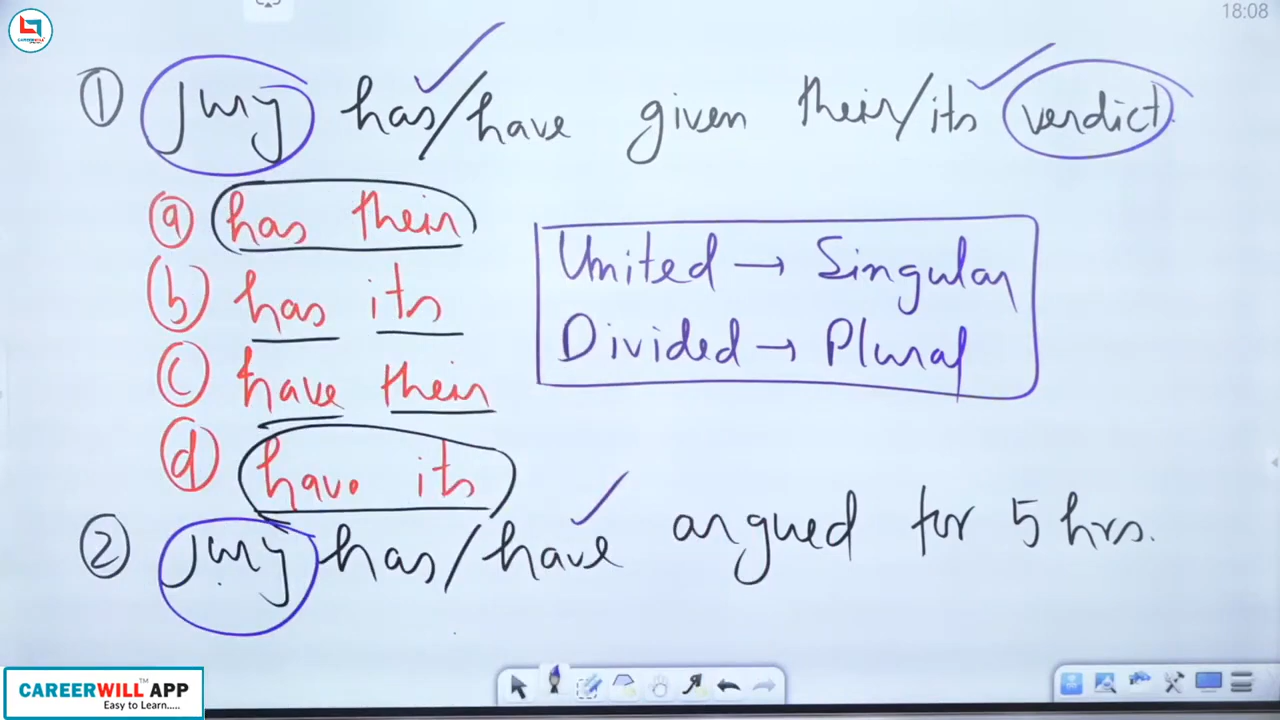 18:08
CAREERWILL
① Jury has/have given their/its verdict.
ⓐ has their
ⓑ has its
United → Singular
Divided → Plural
ⓒ have their
ⓓ have its
② Jury has/have argued for 5 hrs.
CAREERWILL™ APP
Easy to Learn.....